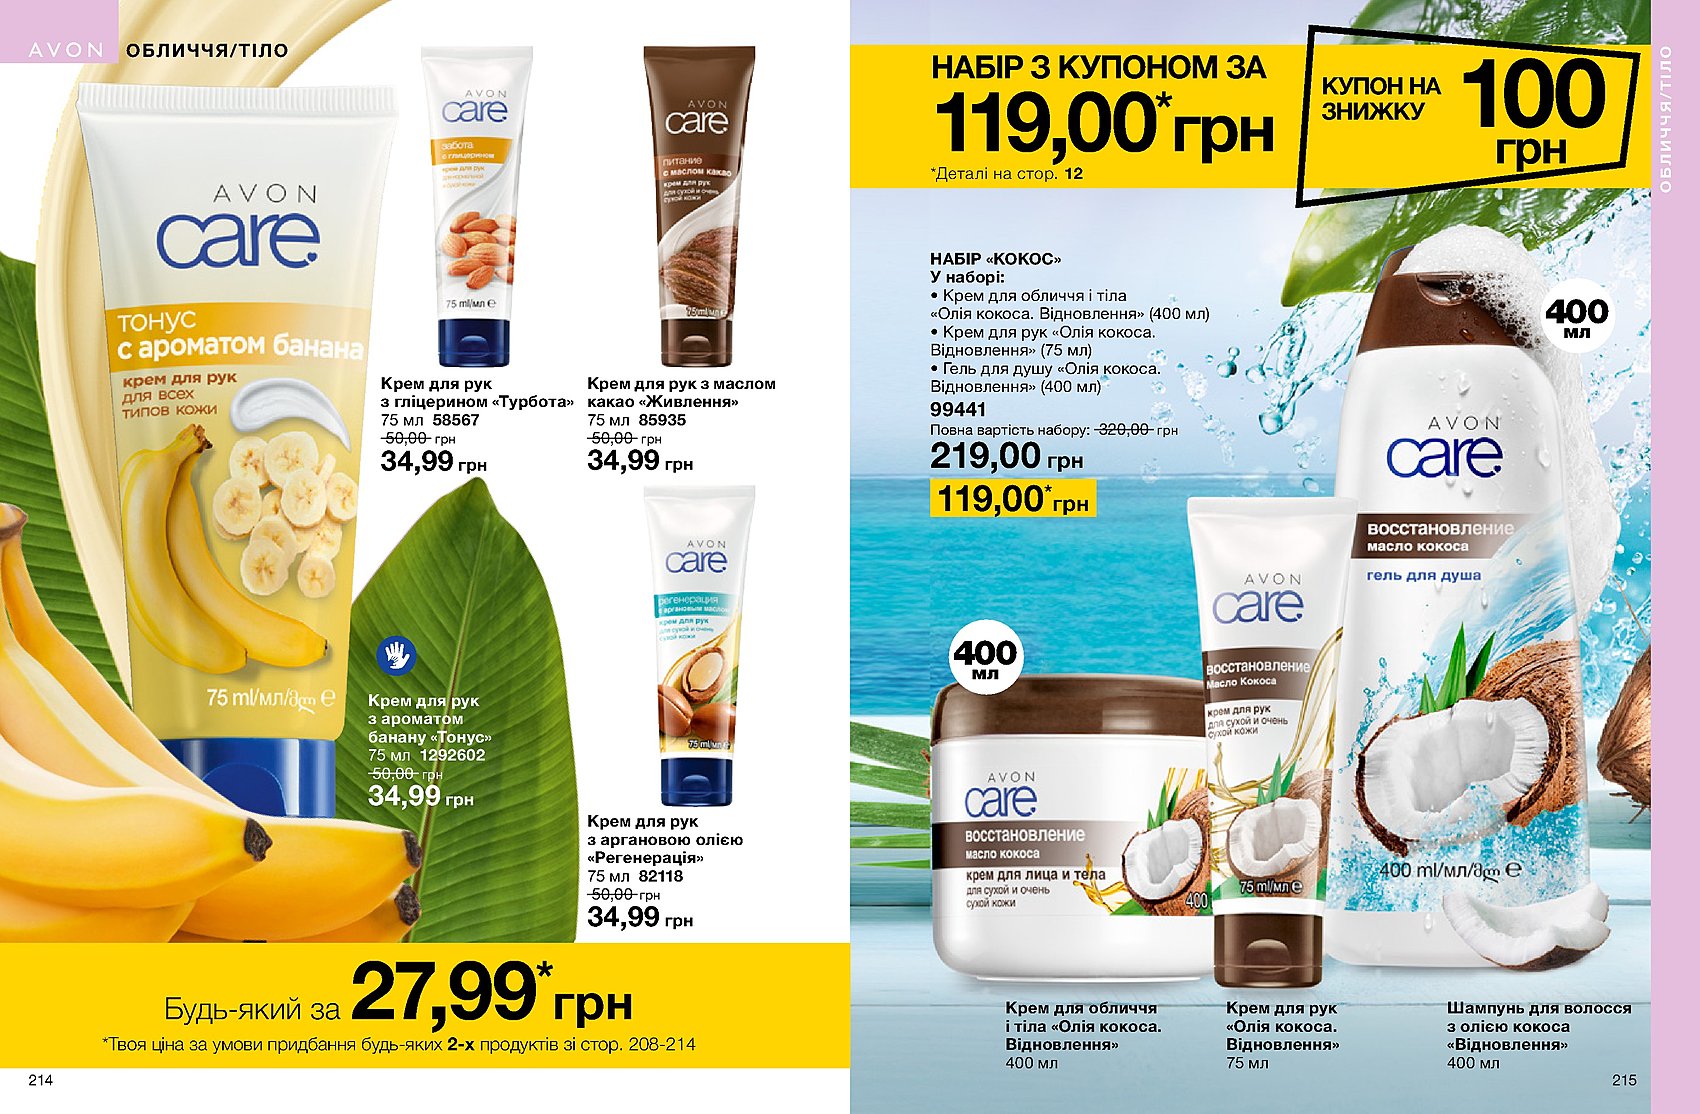 AVON
ОБЛИЧЧЯ/ТІЛО
AVON
care
ТОНУС
с ароматом банана
крем для рук
для всех
типов кожи
75 ml/мл/მლ ℮
AVON
care
забота
с глицерином
крем для рук
для нормальной
и сухой кожи
75 ml/мл ℮
Крем для рук
з гліцерином «Турбота»
75 мл 58567
50,00 грн
34,99 грн
AVON
care
питание
с маслом какао
крем для рук
для сухой и очень
сухой кожи
75 ml/мл ℮
Крем для рук з маслом
какао «Живлення»
75 мл 85935
50,00 грн
34,99 грн
Крем для рук
з ароматом
банану «Тонус»
75 мл 1292602
50,00 грн
34,99 грн
AVON
care
регенерация
с аргановым маслом
крем для рук
для сухой и очень
сухой кожи
75 ml/мл ℮
Крем для рук
з аргановою олією
«Регенерація»
75 мл 82118
50,00 грн
34,99 грн
Будь-який за 27,99* грн
*Твоя ціна за умови придбання будь-яких 2-х продуктів зі стор. 208-214
214
НАБІР З КУПОНОМ ЗА
119,00* грн
*Деталі на стор. 12
КУПОН НА
ЗНИЖКУ
100
грн
ОБЛИЧЧЯ/ТІЛО
НАБІР «КОКОС»
У наборі:
• Крем для обличчя і тіла
«Олія кокоса. Відновлення» (400 мл)
• Крем для рук «Олія кокоса.
Відновлення» (75 мл)
• Гель для душу «Олія кокоса.
Відновлення» (400 мл)
99441
Повна вартість набору: 320,00 грн
219,00 грн
119,00* грн
400
мл
AVON
care
ВОССТАНОВЛЕНИЕ
масло кокоса
гель для душа
400 ml/мл/მლ ℮
AVON
care
ВОССТАНОВЛЕНИЕ
Масло Кокоса
крем для рук
для сухой и очень
сухой кожи
75 ml/мл ℮
400
мл
AVON
care
ВОССТАНОВЛЕНИЕ
масло кокоса
крем для лица и тела
для сухой и очень
сухой кожи
400
Крем для обличчя
і тіла «Олія кокоса.
Відновлення»
400 мл
Крем для рук
«Олія кокоса.
Відновлення»
75 мл
Шампунь для волосся
з олією кокоса
«Відновлення»
400 мл
215